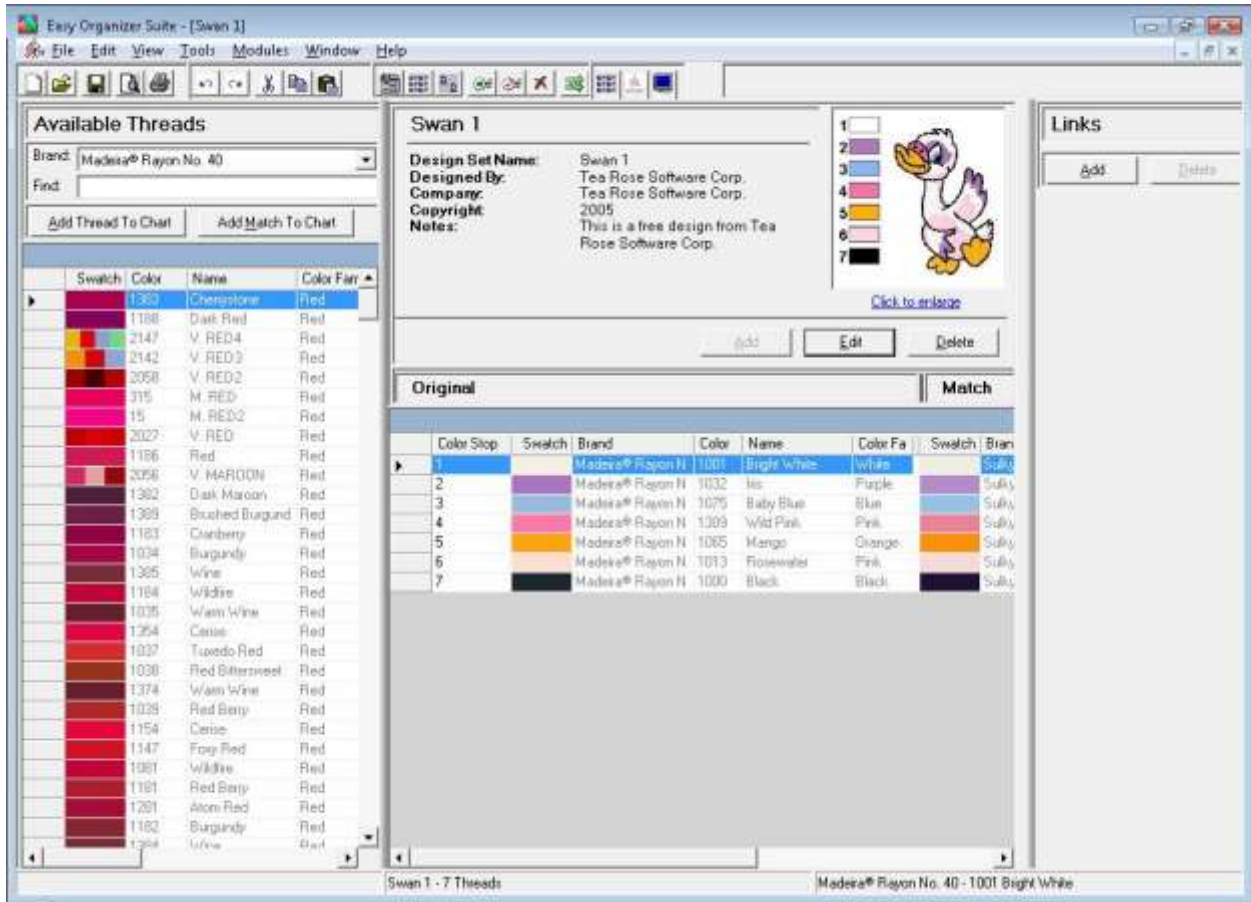 Easy Organizer Suite - [Swan 1]
File Edit View Tools Modules Window Help
Available Threads
Brand: Madeira® Rayon No. 40
Find:
Add Thread To Chart Add Match To Chart
Swatch Color Name Color Fam
1383 Cherrystone Red
1188 Dark Red Red
2147 V. RED4 Red
2142 V. RED3 Red
2058 V. RED2 Red
315 M. RED Red
15 M. RED2 Red
2027 V. RED Red
1186 Red Red
2056 V. MAROON Red
1382 Dark Maroon Red
1389 Brushed Burgund Red
1183 Cranberry Red
1034 Burgundy Red
1385 Wine Red
1184 Wildfire Red
1035 Warm Wine Red
1354 Cerise Red
1037 Tuxedo Red Red
1038 Red Bittersweet Red
1374 Warm Wine Red
1039 Red Berry Red
1154 Cerise Red
1147 Foxy Red Red
1081 Wildfire Red
1181 Red Berry Red
1281 Atom Red Red
1182 Burgundy Red
1384 Wine Red
Swan 1
Design Set Name: Swan 1
Designed By: Tea Rose Software Corp.
Company: Tea Rose Software Corp.
Copyright: 2005
Notes: This is a free design from Tea
Rose Software Corp.
1
2
3
4
5
6
7
Click to enlarge
Add Edit Delete
Original Match
Color Stop Swatch Brand Color Name Color Fa Swatch Bran
1 Madeira® Rayon N 1001 Bright White White Sulky
2 Madeira® Rayon N 1032 Iris Purple Sulky
3 Madeira® Rayon N 1075 Baby Blue Blue Sulky
4 Madeira® Rayon N 1309 Wild Pink Pink Sulky
5 Madeira® Rayon N 1065 Mango Orange Sulky
6 Madeira® Rayon N 1013 Rosewater Pink Sulky
7 Madeira® Rayon N 1000 Black Black Sulky
Links
Add Delete
Swan 1 - 7 Threads
Madeira® Rayon No. 40 - 1001 Bright White